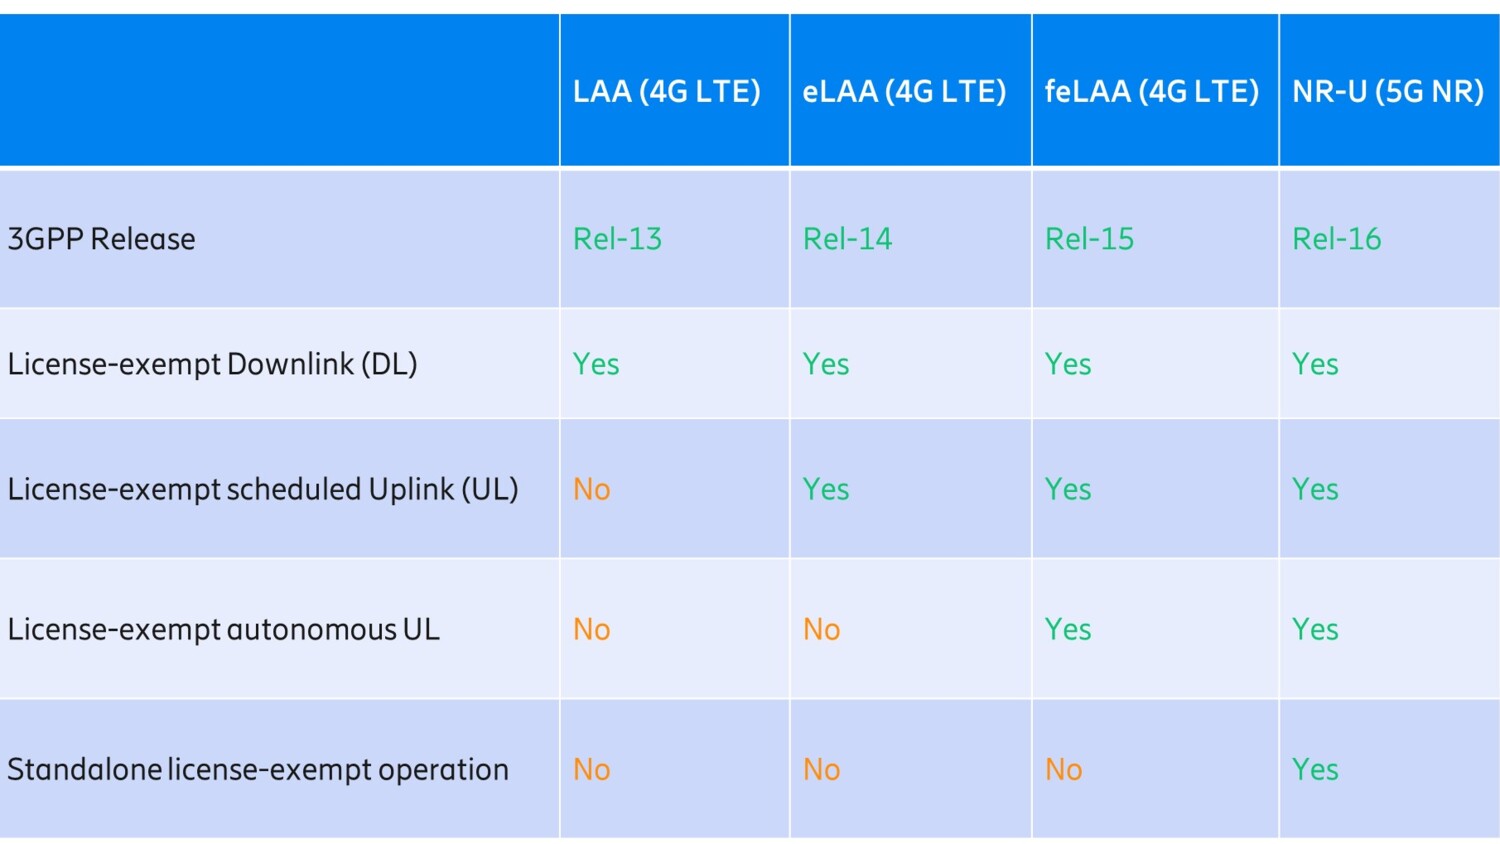 LAA (4G LTE) eLAA (4G LTE) feLAA (4G LTE) NR-U (5G NR)
3GPP Release Rel-13 Rel-14 Rel-15 Rel-16
License-exempt Downlink (DL) Yes Yes Yes Yes
License-exempt scheduled Uplink (UL) No Yes Yes Yes
License-exempt autonomous UL No No Yes Yes
Standalone license-exempt operation No No No Yes